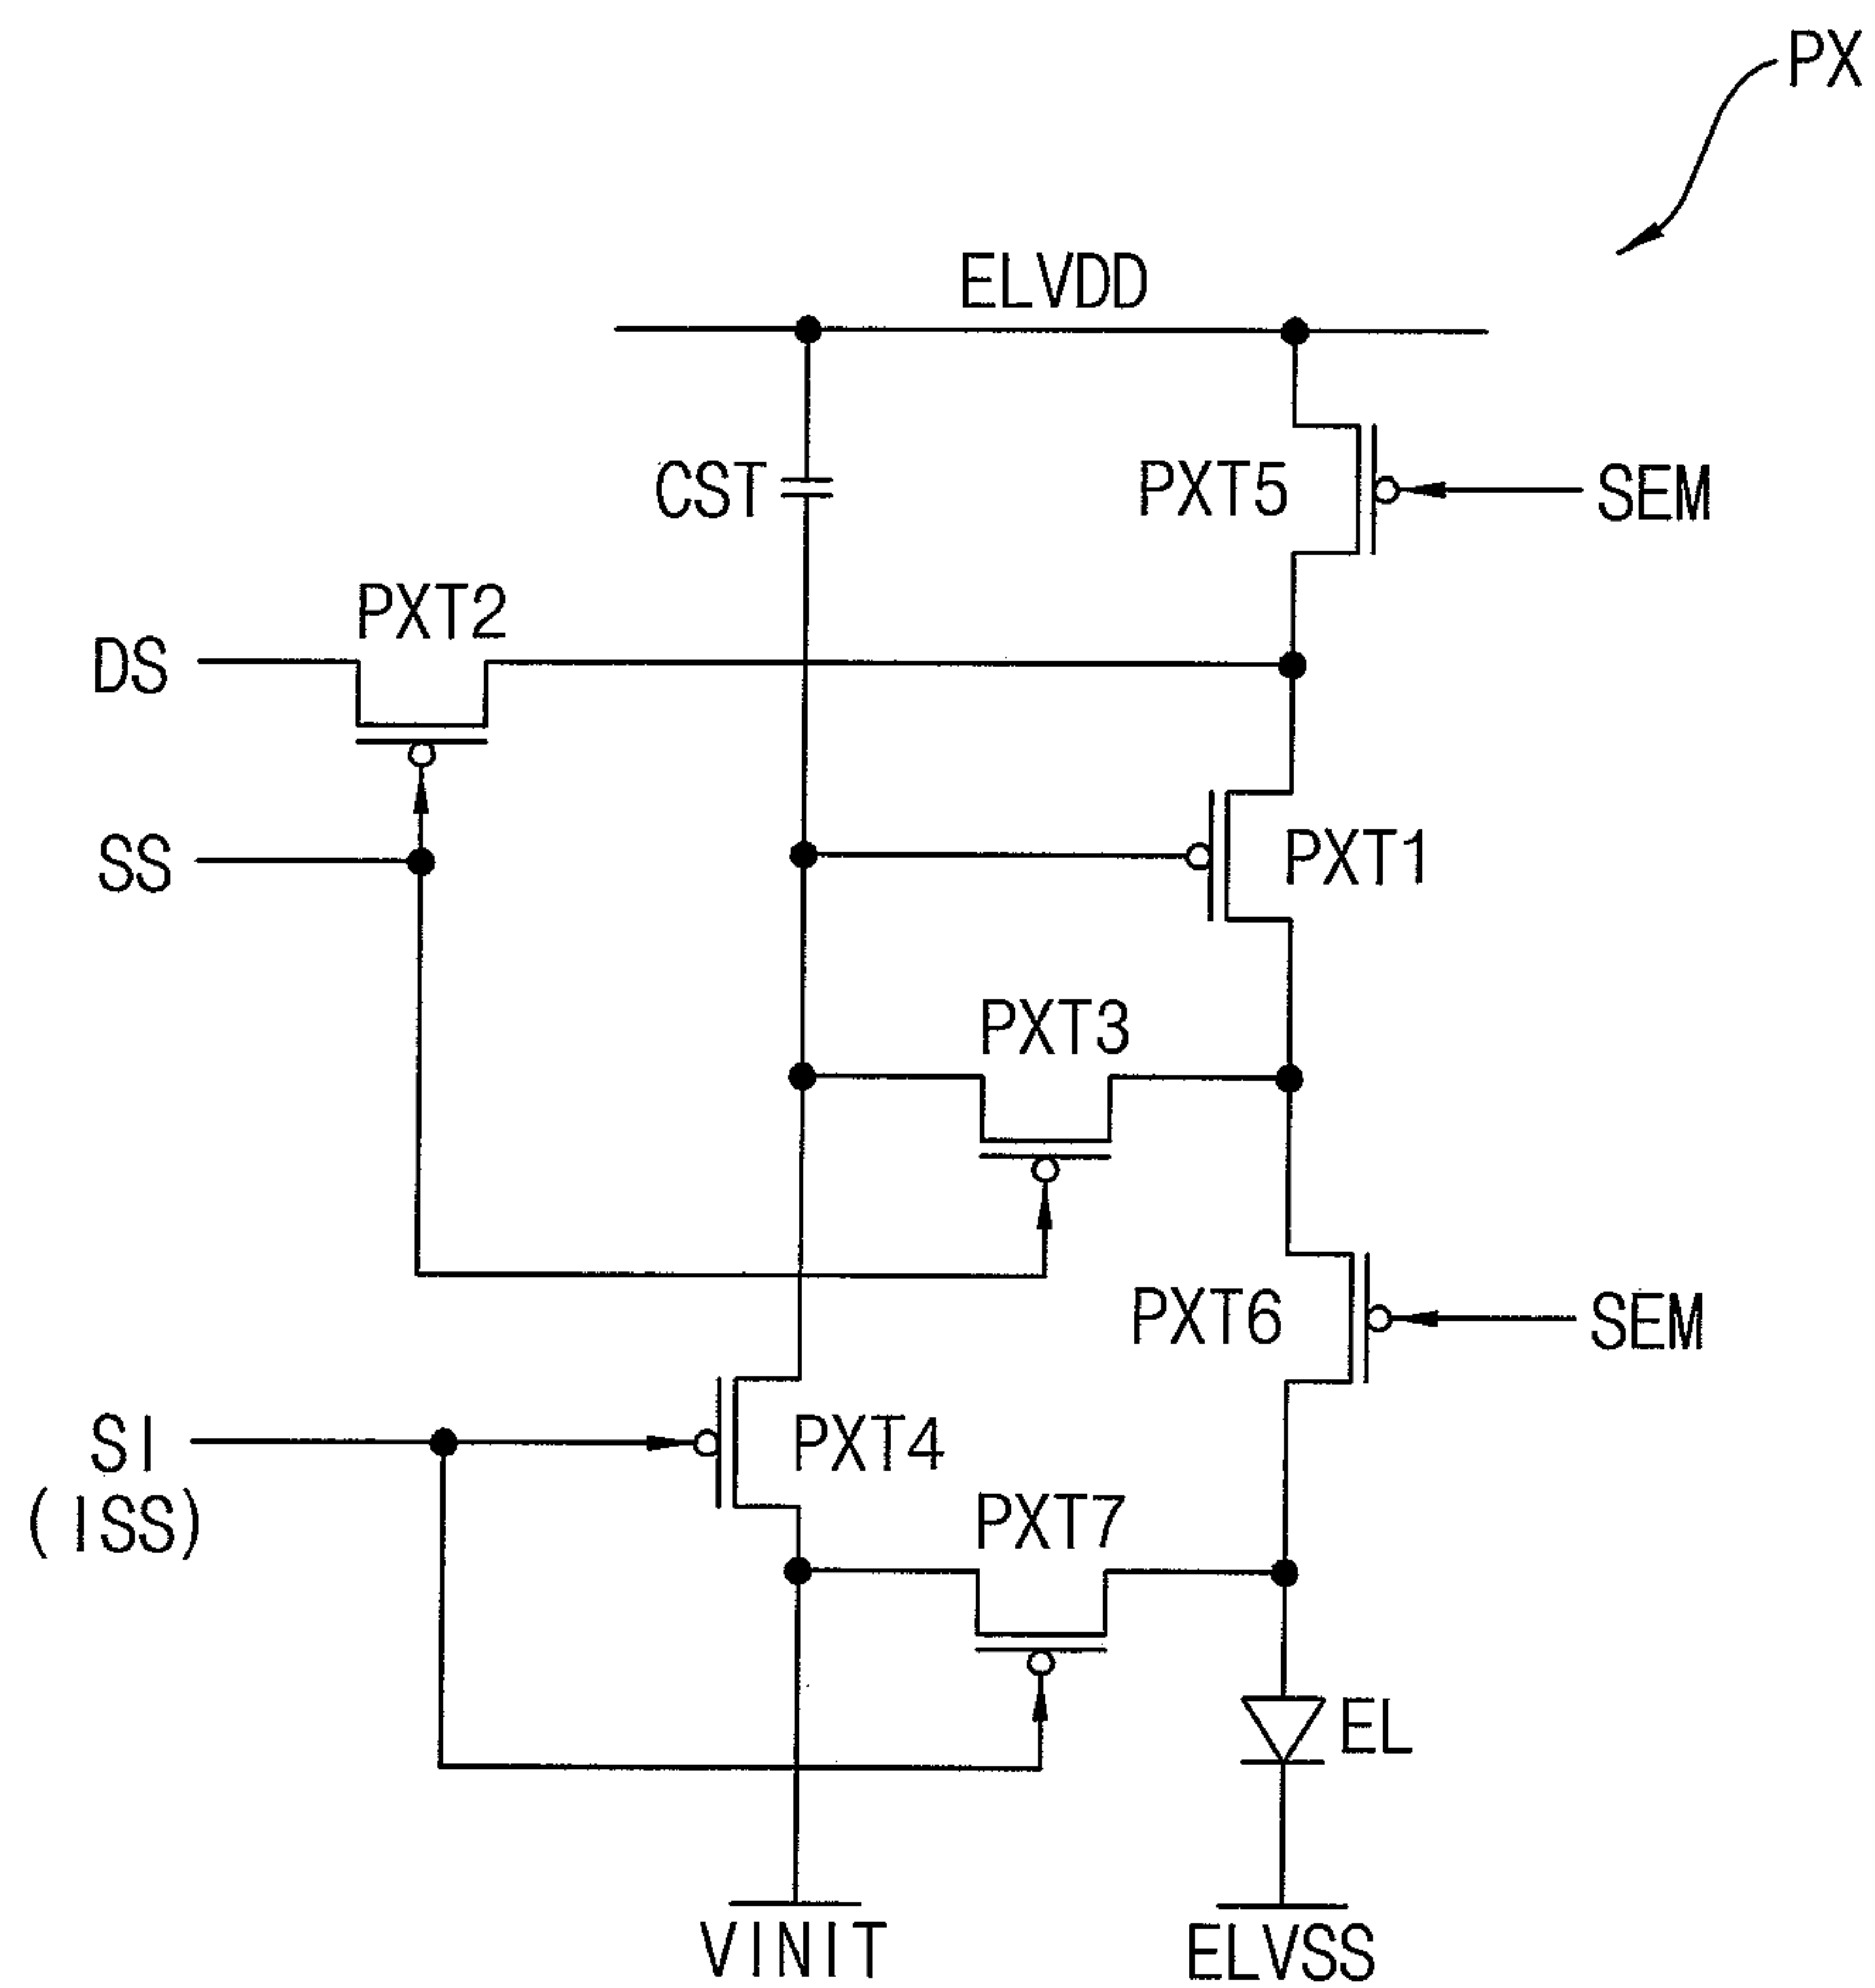 PX
ELVDD
CST
PXT5
SEM
PXT2
DS
SS
PXT1
PXT3
PXT6
SEM
SI
(ISS)
PXT4
PXT7
EL
VINIT
ELVSS